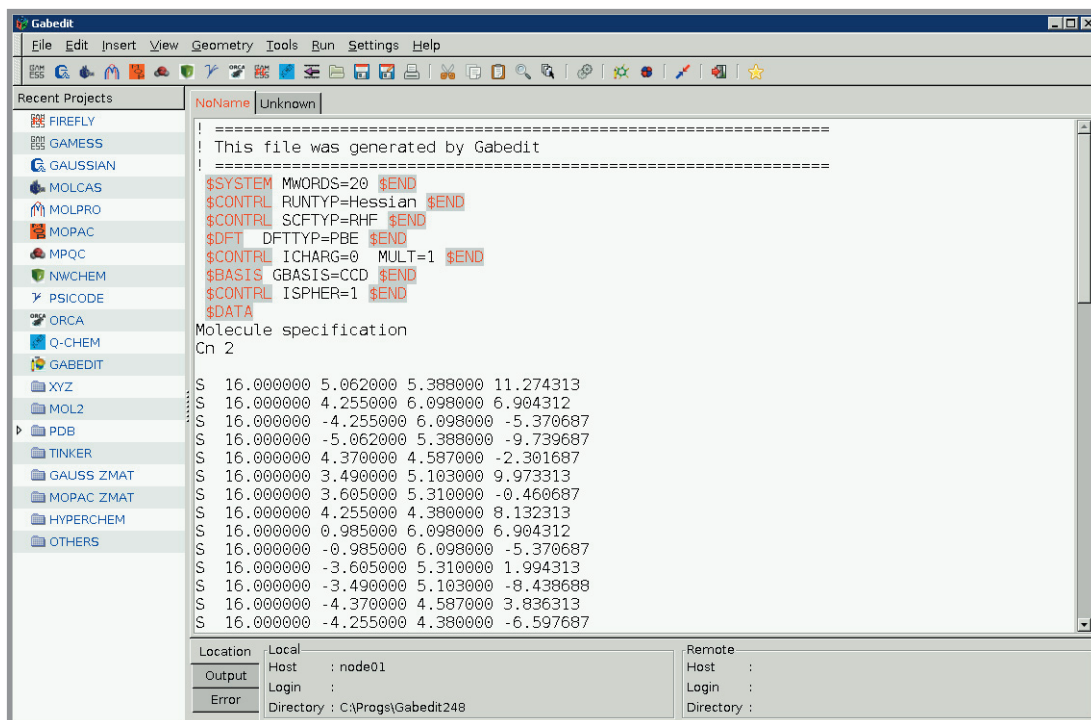 Gabedit
File Edit Insert View Geometry Tools Run Settings Help
Recent Projects
FIREFLY
GAMESS
GAUSSIAN
MOLCAS
MOLPRO
MOPAC
MPQC
NWCHEM
PSICODE
ORCA
Q-CHEM
GABEDIT
XYZ
MOL2
PDB
TINKER
GAUSS ZMAT
MOPAC ZMAT
HYPERCHEM
OTHERS
NoName Unknown
! ================================================================
! This file was generated by Gabedit
! ================================================================
$SYSTEM MWORDS=20 $END
$CONTRL RUNTYP=Hessian $END
$CONTRL SCFTYP=RHF $END
$DFT DFTTYP=PBE $END
$CONTRL ICHARG=0 MULT=1 $END
$BASIS GBASIS=CCD $END
$CONTRL ISPHER=1 $END
$DATA
Molecule specification
Cn 2
S 16.000000 5.062000 5.388000 11.274313
S 16.000000 4.255000 6.098000 6.904312
S 16.000000 -4.255000 6.098000 -5.370687
S 16.000000 -5.062000 5.388000 -9.739687
S 16.000000 4.370000 4.587000 -2.301687
S 16.000000 3.490000 5.103000 9.973313
S 16.000000 3.605000 5.310000 -0.460687
S 16.000000 4.255000 4.380000 8.132313
S 16.000000 0.985000 6.098000 6.904312
S 16.000000 -0.985000 6.098000 -5.370687
S 16.000000 -3.605000 5.310000 1.994313
S 16.000000 -3.490000 5.103000 -8.438688
S 16.000000 -4.370000 4.587000 3.836313
S 16.000000 -4.255000 4.380000 -6.597687
Location
Output
Error
Local
Host : node01
Login :
Directory : C:\Progs\Gabedit248
Remote
Host :
Login :
Directory :